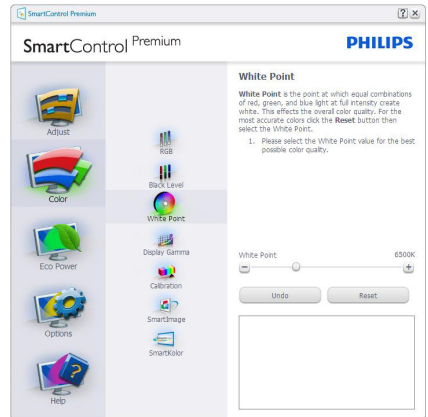 SmartControl Premium
SmartControl Premium
PHILIPS
Adjust
Color
Eco Power
Options
Help
RGB
Black Level
White Point
Display Gamma
Calibration
SmartImage
SmartKolor
White Point
White Point is the point at which equal combinations
of red, green, and blue light at full intensity create
white. This effects the overall color quality. For the
most accurate colors click the Reset button then
select the White Point.
1. Please select the White Point value for the best
possible color quality.
White Point 6500K
Undo Reset